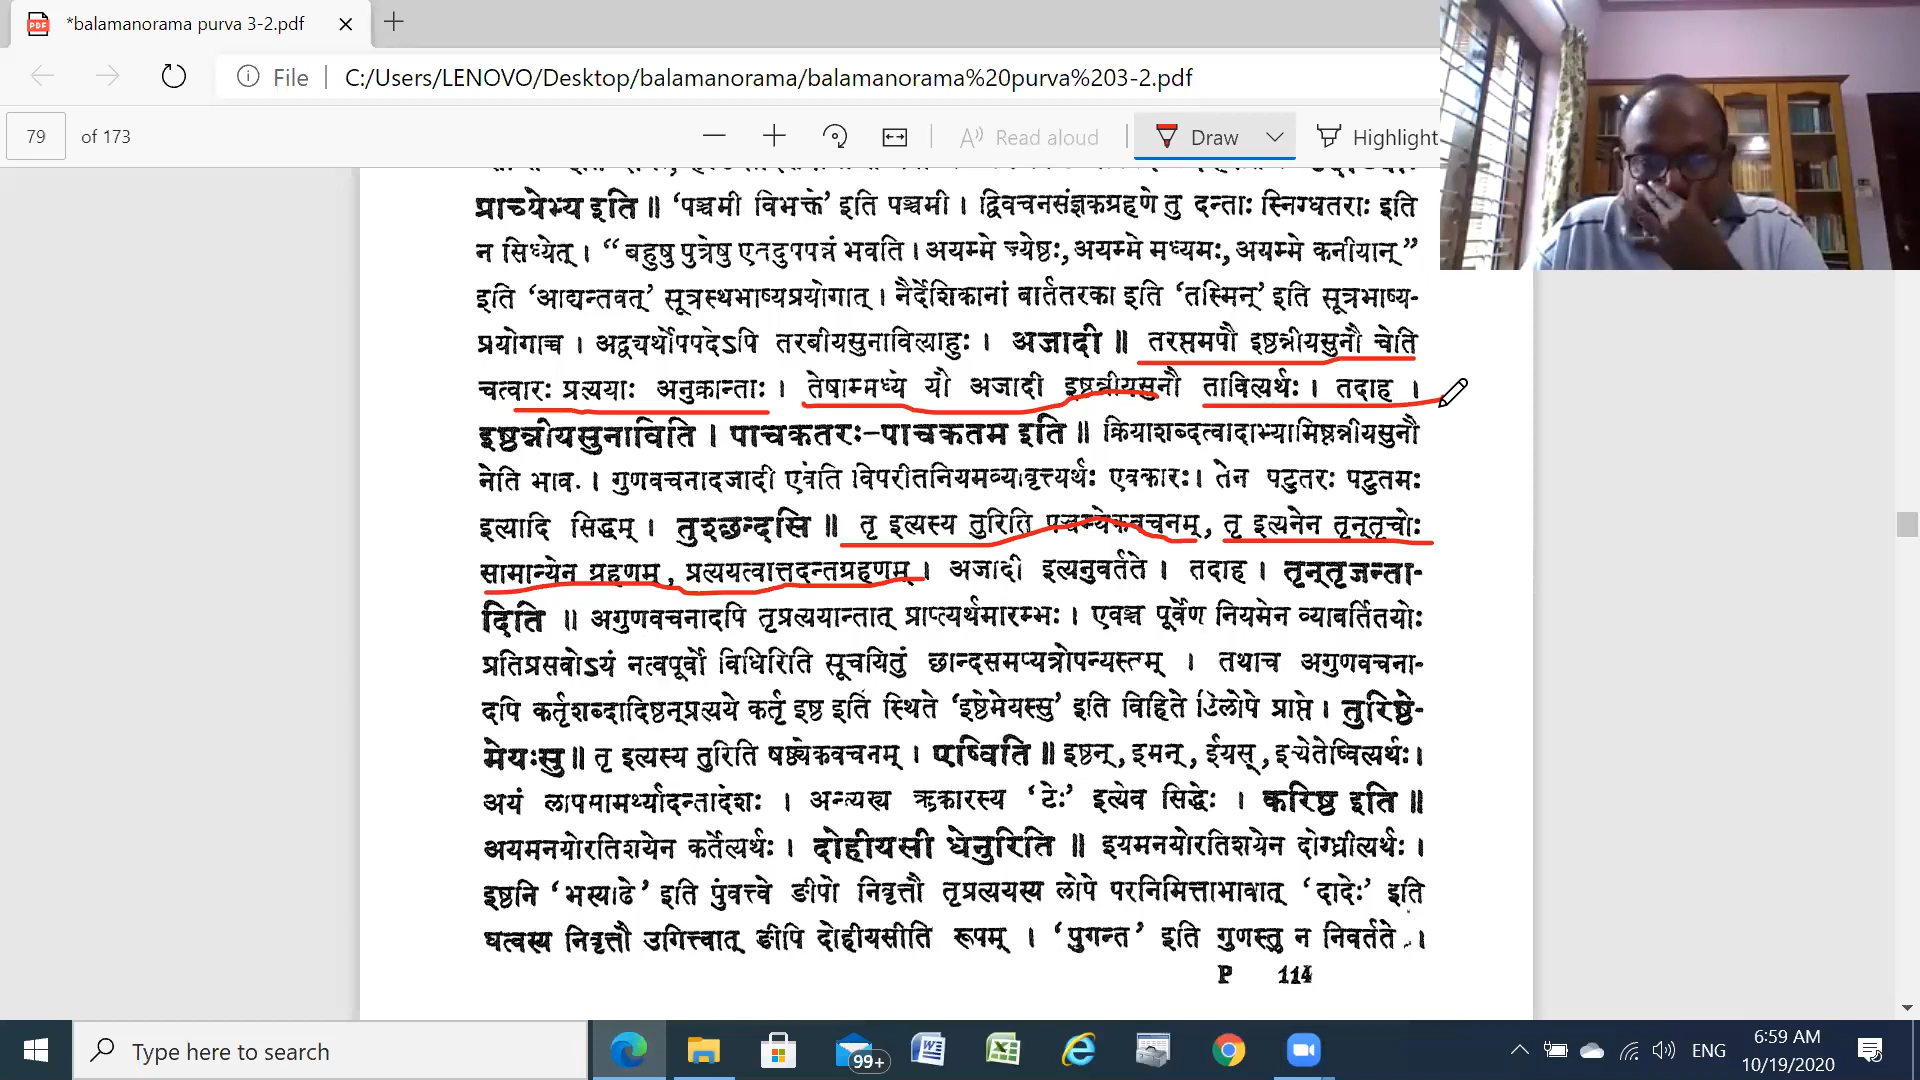 *balamanorama purva 3-2.pdf
File | C:/Users/LENOVO/Desktop/balamanorama/balamanorama%20purva%203-2.pdf
79 of 173 Read aloud Draw Highlight
प्राच्येभ्य इति ॥ ‘पञ्चमी विभक्ते’ इति पञ्चमी । द्विवचनसंज्ञकग्रहणे तु दन्ताः स्निग्धतराः इति
न सिध्येत् । “बहुषु पुत्रेषु एतदुपपन्नं भवति । अयम्मे ज्येष्ठः, अयम्मे मध्यमः, अयम्मे कनीयान्”
इति ‘आद्यन्तवत्’ सूत्रस्थभाष्यप्रयोगात् । नैर्देशिकानां वार्ततरका इति ‘तस्मिन्’ इति सूत्रभाष्य-
प्रयोगाच्च । अद्व्यर्थोपपदेऽपि तरबीयसुनावित्याहुः । अजादी ॥ तरप्तमपौ इष्ठन्नीयसुनौ चेति
चत्वारः प्रत्ययाः अनुक्रान्ताः । तेषाम्मध्ये यौ अजादी इष्ठन्नीयसुनौ तावित्यर्थः । तदाह ।
इष्ठन्नीयसुनाविति । पाचकतरः-पाचकतम इति ॥ क्रियाशब्दत्वादाभ्यामिष्ठन्नीयसुनौ
नेति भावः । गुणवचनादजादी एवेति विपरीतनियमव्यावृत्त्यर्थः एवकारः । तेन पटुतरः पटुतमः
इत्यादि सिद्धम् । तुश्छन्दसि ॥ तृ इत्यस्य तुरिति पञ्चम्येकवचनम्, तृ इत्यनेन तृन्तृचोः
सामान्येन ग्रहणम्, प्रत्ययत्वात्तदन्तग्रहणम् । अजादी इत्यनुवर्तते । तदाह । तृन्तृजन्ता-
दिति ॥ अगुणवचनादपि तृप्रत्ययान्तात् प्राप्त्यर्थमारम्भः । एवञ्च पूर्वेण नियमेन व्यावर्तितयोः
प्रतिप्रसवोऽयं नत्वपूर्वो विधिरिति सूचयितुं छान्दसमप्यत्रोपन्यस्तम् । तथाच अगुणवचना-
दपि कर्तृशब्दादिष्ठन्प्रत्यये कर्तृ इष्ठ इति स्थिते ‘इष्टेमेयस्सु’ इति विहिते टिलोपे प्राप्ते । तुरिष्ठे-
मेयःसु ॥ तृ इत्यस्य तुरिति षष्ठ्येकवचनम् । एष्विति ॥ इष्ठन्, इमन्, ईयस्, इत्येतेष्वित्यर्थः ।
अयं लोपसामर्थ्यादन्तादेशः । अन्त्यस्य ऋकारस्य ‘टेः’ इत्येव सिद्धेः । करिष्ठ इति ॥
अयमनयोरतिशयेन कर्तेत्यर्थः । दोहीयसी धेनुरिति ॥ इयमनयोरतिशयेन दोग्ध्रीत्यर्थः ।
इष्ठनि ‘भस्याढे’ इति पुंवत्त्वे ङीपो निवृत्तौ तृप्रत्ययस्य लोपे परनिमित्ताभावात् ‘दादेः’ इति
घत्वस्य निवृत्तौ उगित्त्वात् ङीपि दोहीयसीति रूपम् । ‘पुगन्त’ इति गुणस्तु न निवर्तते ।
P 114
Type here to search 99+ ENG 6:59 AM
10/19/2020